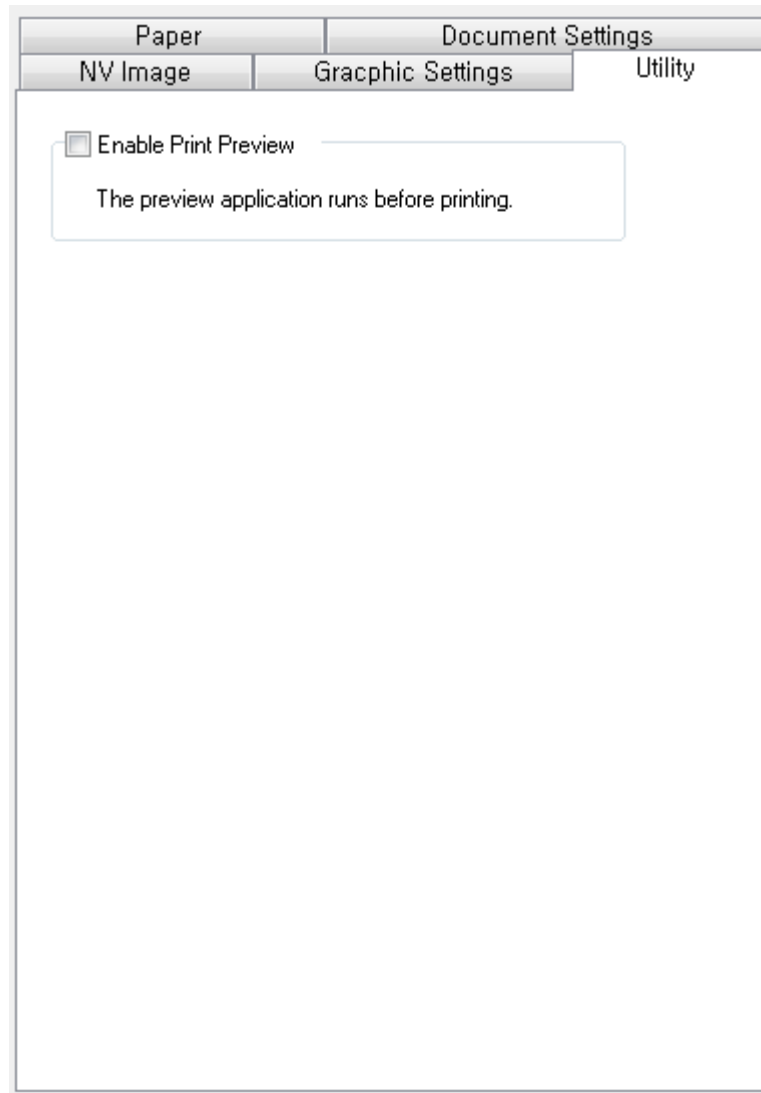 Paper
Document Settings
NV Image
Gracphic Settings
Utility
Enable Print Preview
The preview application runs before printing.